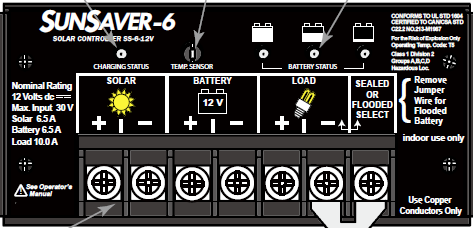 SUNSAVER-6
SOLAR CONTROLLER SS-6-12V
CHARGING STATUS
TEMP. SENSOR
BATTERY STATUS
CONFORMS TO UL STD 1604
CERTIFIED TO CAN/CSA STD
C22.2 NO.213-M1987
For the Risk of Explosion Only
Operating Temp. Code: T5
Class 1 Division 2
Groups A,B,C,D
Hazardous Loc.
Nominal Rating
12 Volts dc
Max. Input 30 V
Solar 6.5 A
Battery 6.5 A
Load 10.0 A
SOLAR
+ −
BATTERY
12 V
+ −
LOAD
+ −
SEALED
OR
FLOODED
SELECT
Remove
Jumper
Wire for
Flooded
Battery
indoor use only
See Operator's
Manual
Use Copper
Conductors Only